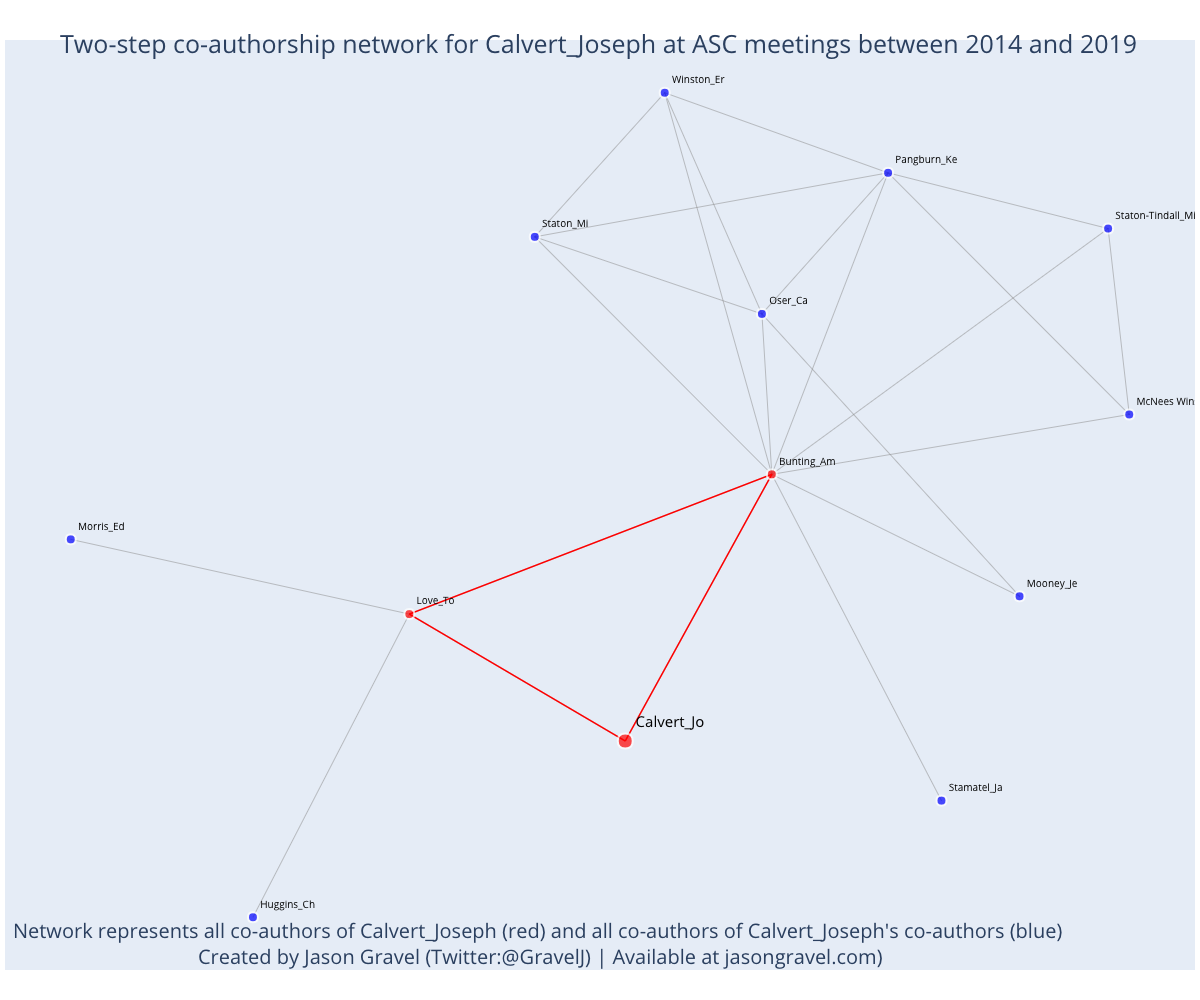 Two-step co-authorship network for Calvert_Joseph at ASC meetings between 2014 and 2019
Winston_Er
Pangburn_Ke
Staton-Tindall_Mi
Staton_Mi
Oser_Ca
McNees Win
Bunting_Am
Morris_Ed
Mooney_Je
Love_To
Calvert_Jo
Stamatel_Ja
Huggins_Ch
Network represents all co-authors of Calvert_Joseph (red) and all co-authors of Calvert_Joseph's co-authors (blue)
Created by Jason Gravel (Twitter:@GravelJ) | Available at jasongravel.com)